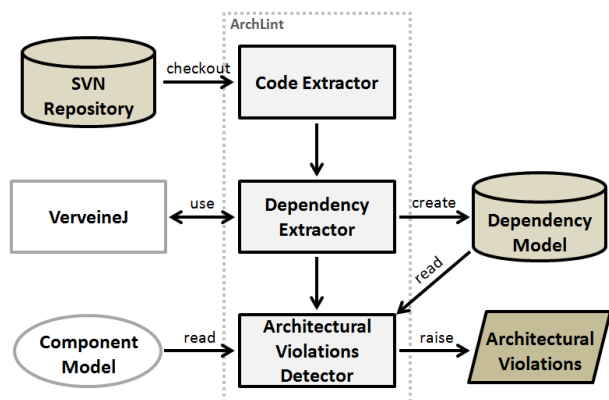 ArchLint
SVN
Repository
checkout
Code Extractor
VerveineJ
use
Dependency
Extractor
create
Dependency
Model
read
Component
Model
read
Architectural
Violations
Detector
raise
Architectural
Violations